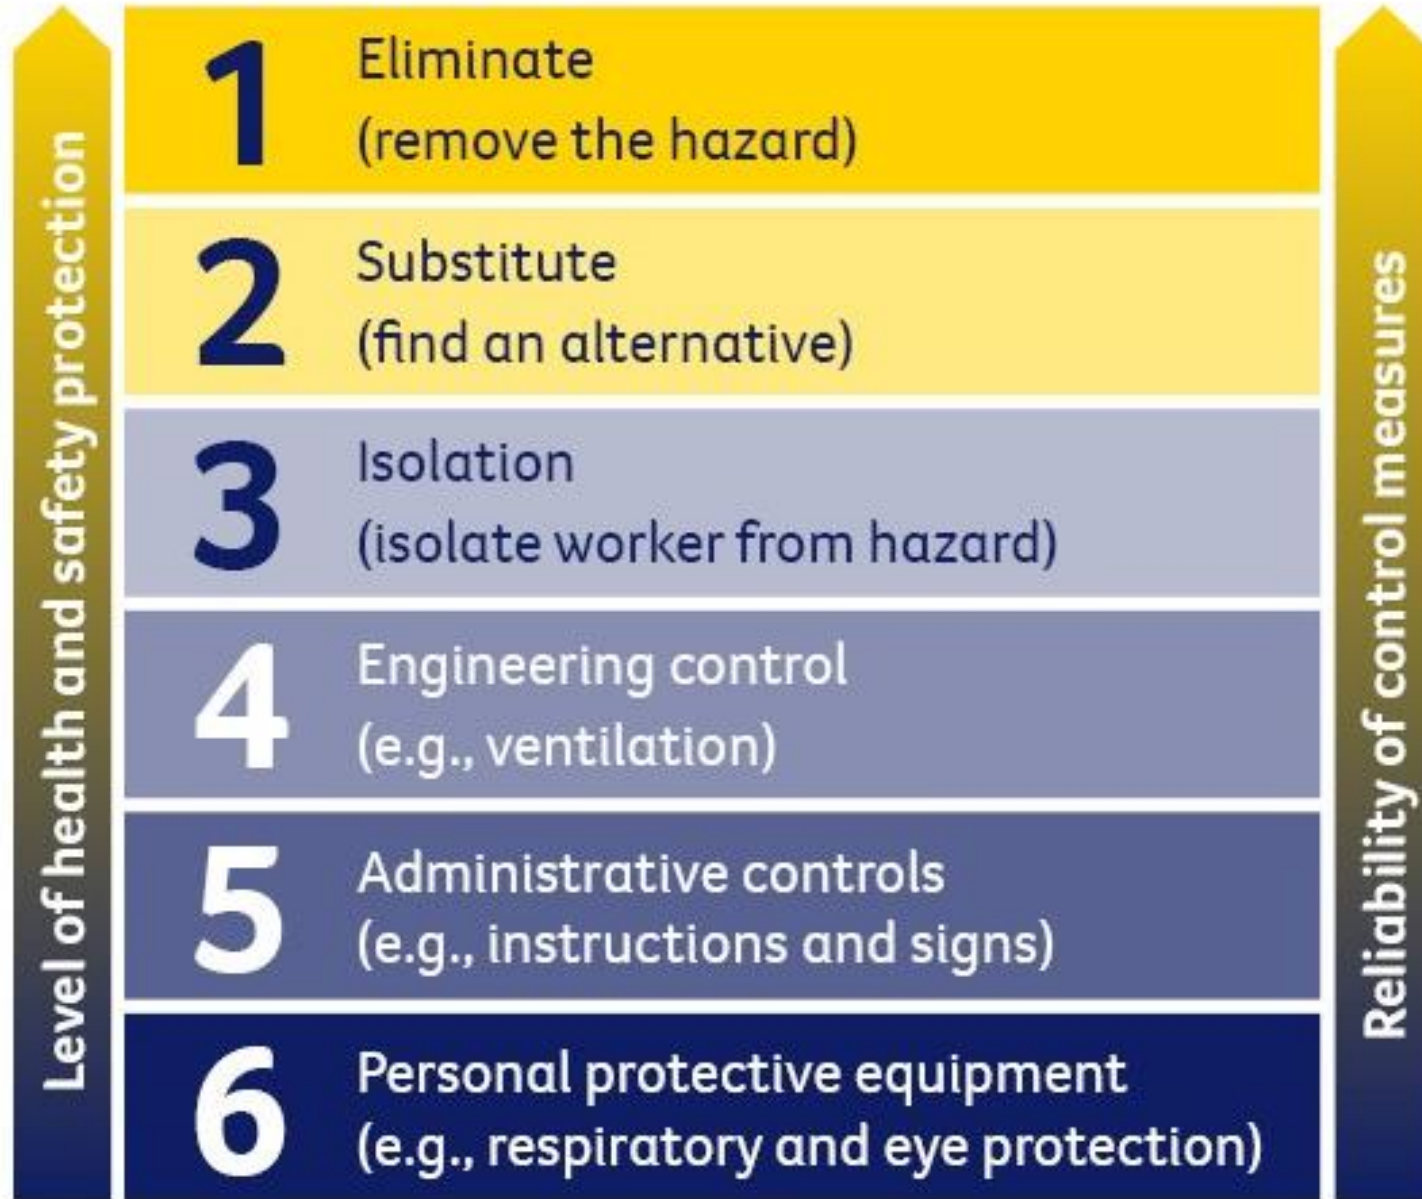 Level of health and safety protection
1
Eliminate
(remove the hazard)
2
Substitute
(find an alternative)
3
Isolation
(isolate worker from hazard)
4
Engineering control
(e.g., ventilation)
5
Administrative controls
(e.g., instructions and signs)
6
Personal protective equipment
(e.g., respiratory and eye protection)
Reliability of control measures